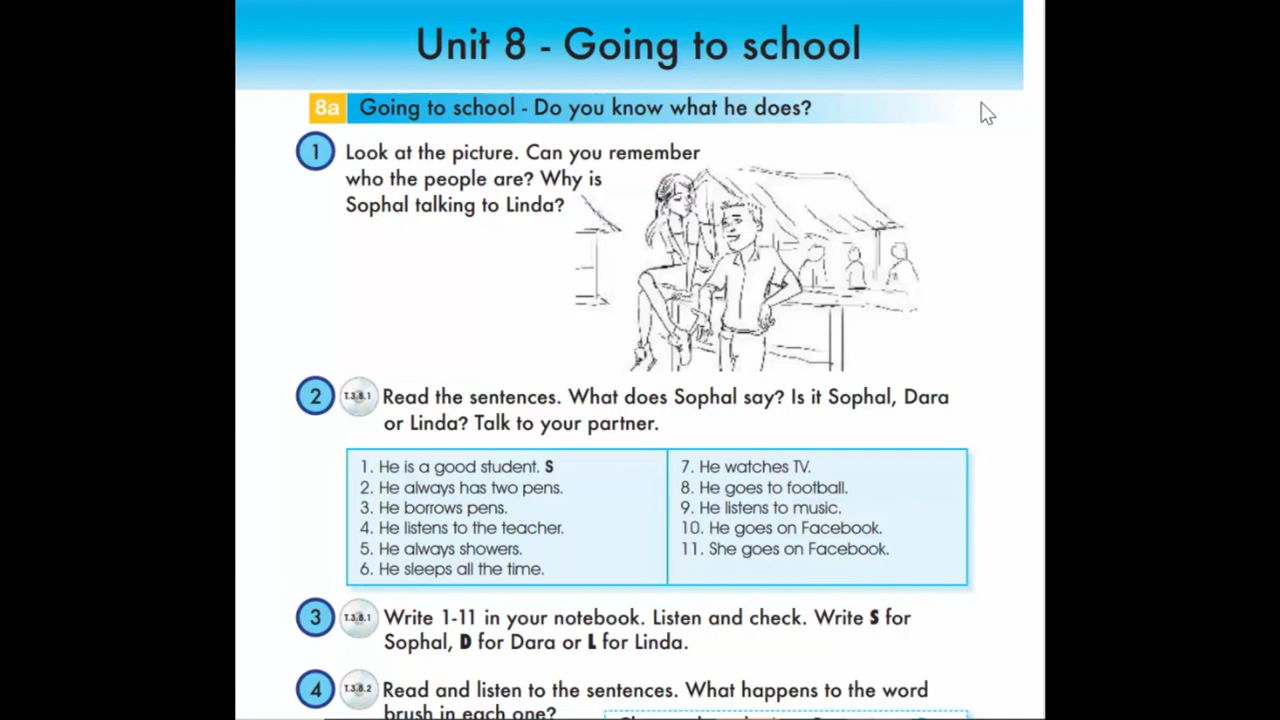 Unit 8 - Going to school
8a Going to school - Do you know what he does?
1 Look at the picture. Can you remember
who the people are? Why is
Sophal talking to Linda?
2 T.3.8.1 Read the sentences. What does Sophal say? Is it Sophal, Dara
or Linda? Talk to your partner.
1. He is a good student. S
2. He always has two pens.
3. He borrows pens.
4. He listens to the teacher.
5. He always showers.
6. He sleeps all the time.
7. He watches TV.
8. He goes to football.
9. He listens to music.
10. He goes on Facebook.
11. She goes on Facebook.
3 T.3.8.1 Write 1-11 in your notebook. Listen and check. Write S for
Sophal, D for Dara or L for Linda.
4 T.3.8.2 Read and listen to the sentences. What happens to the word
brush in each one?